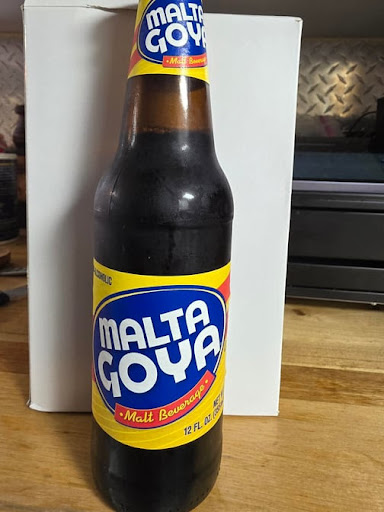 MALTA
GOYA
Malt Beverage
MALTA
GOYA
• Malt Beverage •
12 FL. OZ.